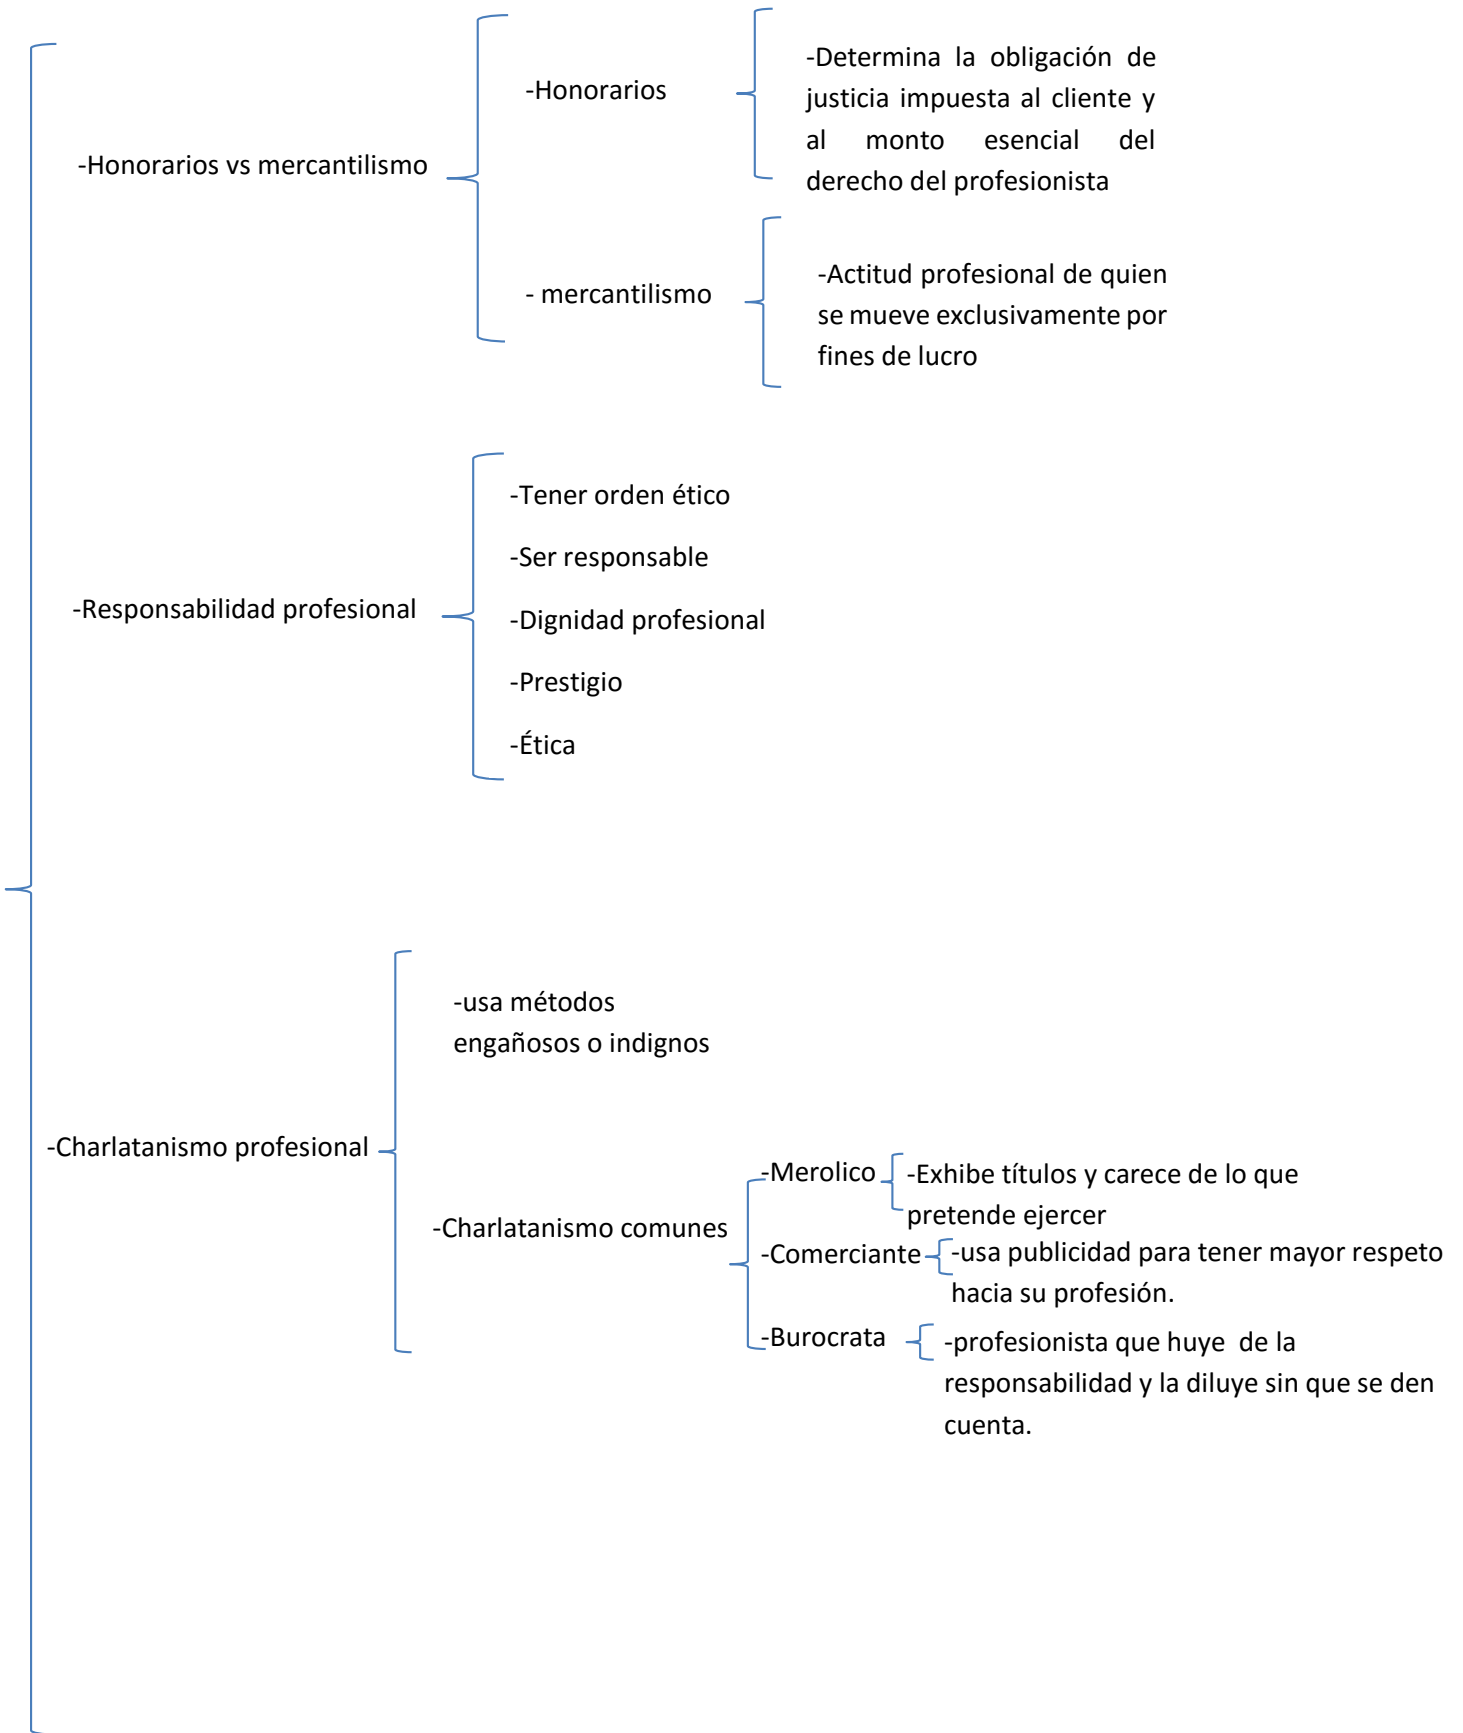 -Honorarios vs mercantilismo
-Honorarios
-Determina la obligación de
justicia impuesta al cliente y
al monto esencial del
derecho del profesionista
- mercantilismo
-Actitud profesional de quien
se mueve exclusivamente por
fines de lucro
-Responsabilidad profesional
-Tener orden ético
-Ser responsable
-Dignidad profesional
-Prestigio
-Ética
-Charlatanismo profesional
-usa métodos
engañosos o indignos
-Charlatanismo comunes
-Merolico
-Exhibe títulos y carece de lo que
pretende ejercer
-Comerciante
-usa publicidad para tener mayor respeto
hacia su profesión.
-Burocrata
-profesionista que huye  de la
responsabilidad y la diluye sin que se den
cuenta.